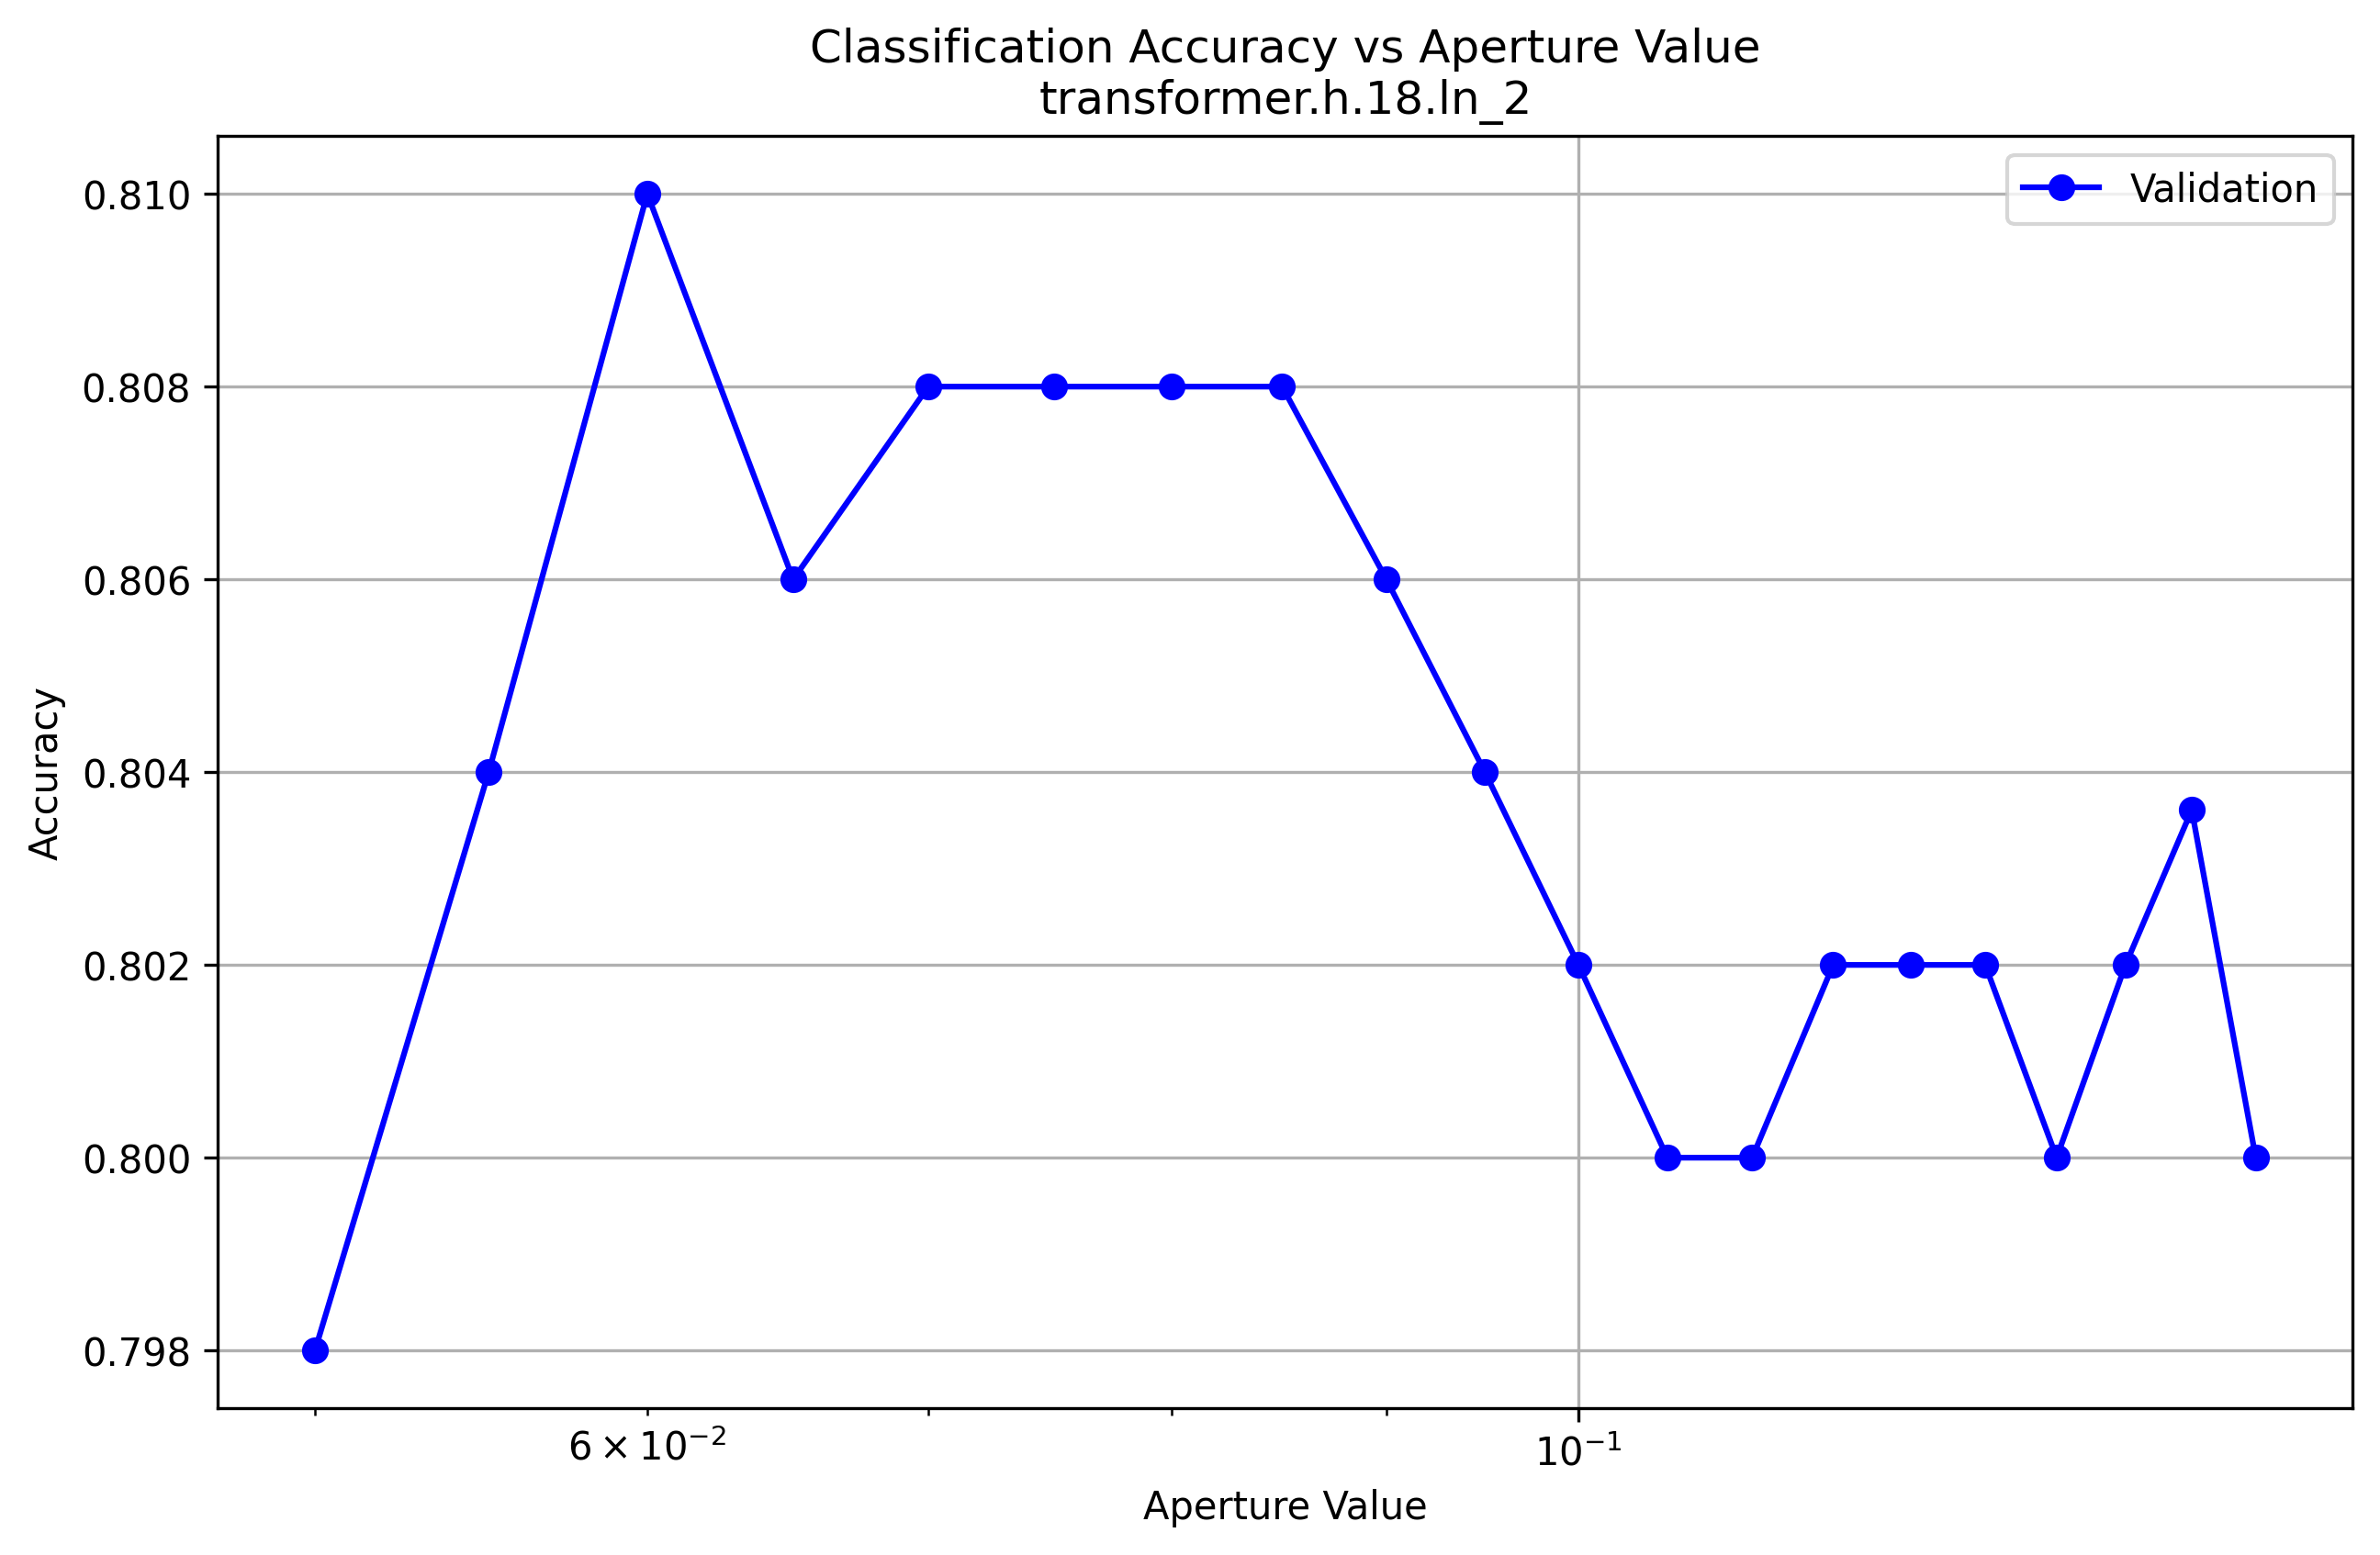 Classification Accuracy vs Aperture Value
transformer.h.18.ln_2
Validation
0.810
0.808
0.806
0.804
0.802
0.800
0.798
Accuracy
6 × 10⁻²
10⁻¹
Aperture Value